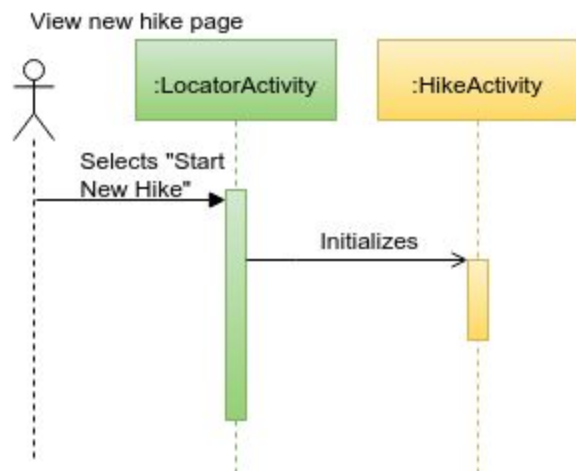 View new hike page
:LocatorActivity
:HikeActivity
Selects "Start
New Hike"
Initializes